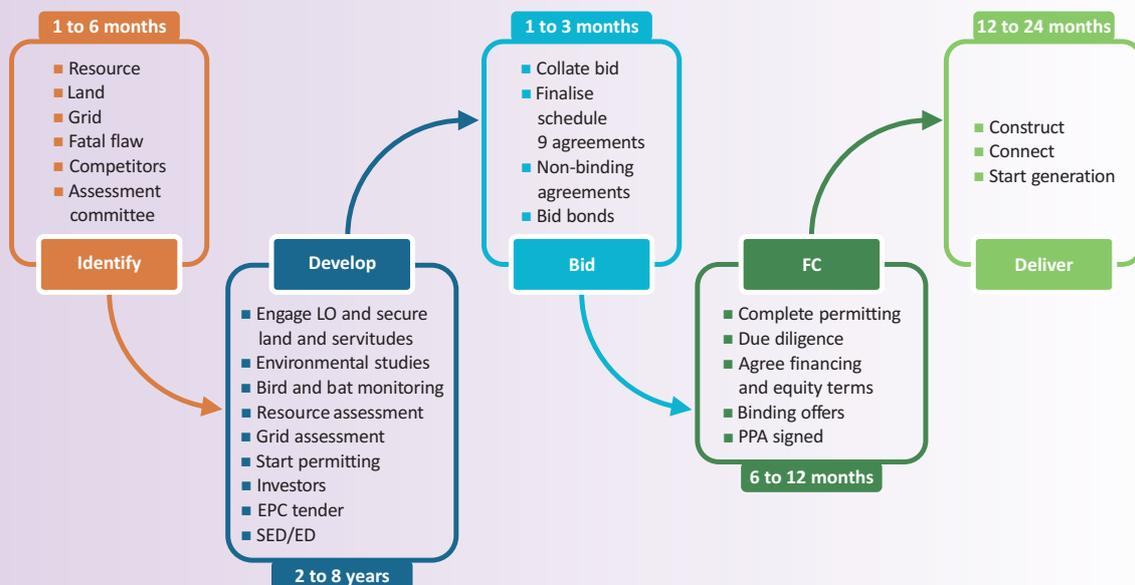 1 to 6 months
■ Resource
■ Land
■ Grid
■ Fatal flaw
■ Competitors
■ Assessment
committee
Identify
Develop
■ Engage LO and secure
land and servitudes
■ Environmental studies
■ Bird and bat monitoring
■ Resource assessment
■ Grid assessment
■ Start permitting
■ Investors
■ EPC tender
■ SED/ED
2 to 8 years
1 to 3 months
■ Collate bid
■ Finalise
schedule
9 agreements
■ Non-binding
agreements
■ Bid bonds
Bid
FC
■ Complete permitting
■ Due diligence
■ Agree financing
and equity terms
■ Binding offers
■ PPA signed
6 to 12 months
12 to 24 months
■ Construct
■ Connect
■ Start generation
Deliver